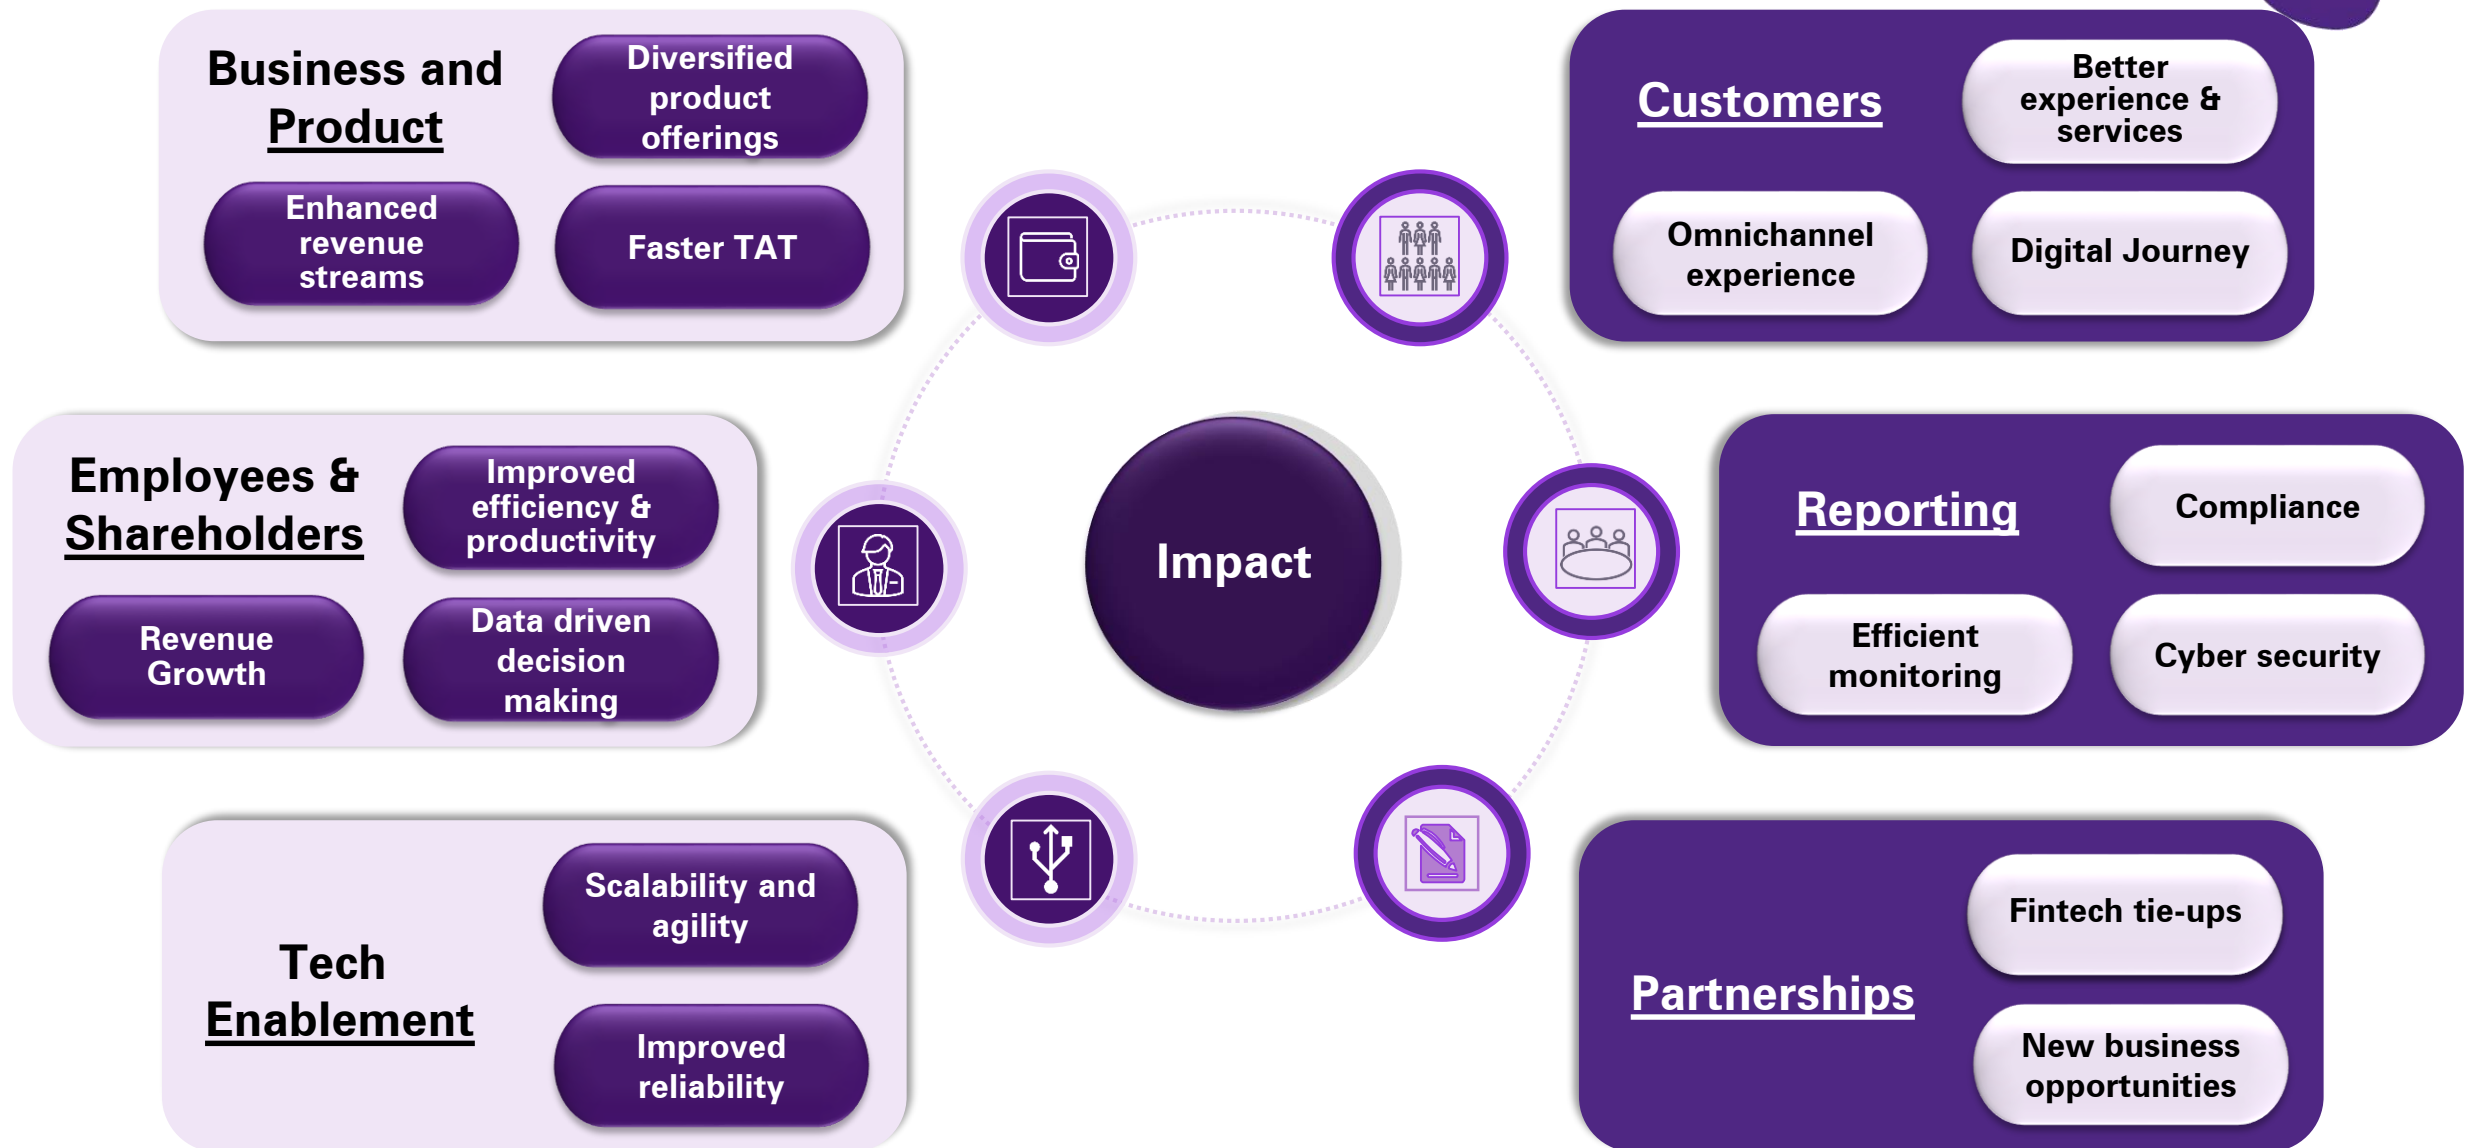 Business and
Product
Diversified
product
offerings
Enhanced
revenue
streams
Faster TAT
Customers
Better
experience &
services
Omnichannel
experience
Digital Journey
Employees &
Shareholders
Improved
efficiency &
productivity
Revenue
Growth
Data driven
decision
making
Impact
Reporting
Compliance
Efficient
monitoring
Cyber security
Tech
Enablement
Scalability and
agility
Improved
reliability
Partnerships
Fintech tie-ups
New business
opportunities